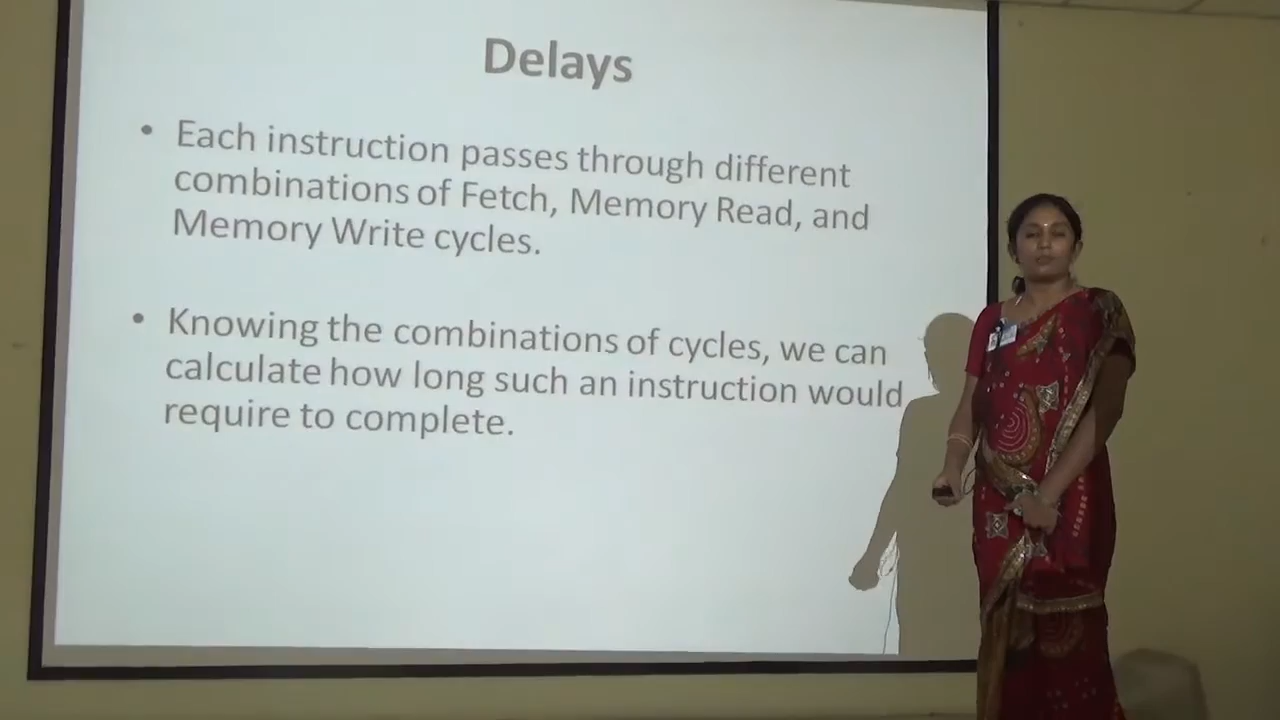 Delays
• Each instruction passes through different
combinations of Fetch, Memory Read, and
Memory Write cycles.
• Knowing the combinations of cycles, we can
calculate how long such an instruction would
require to complete.